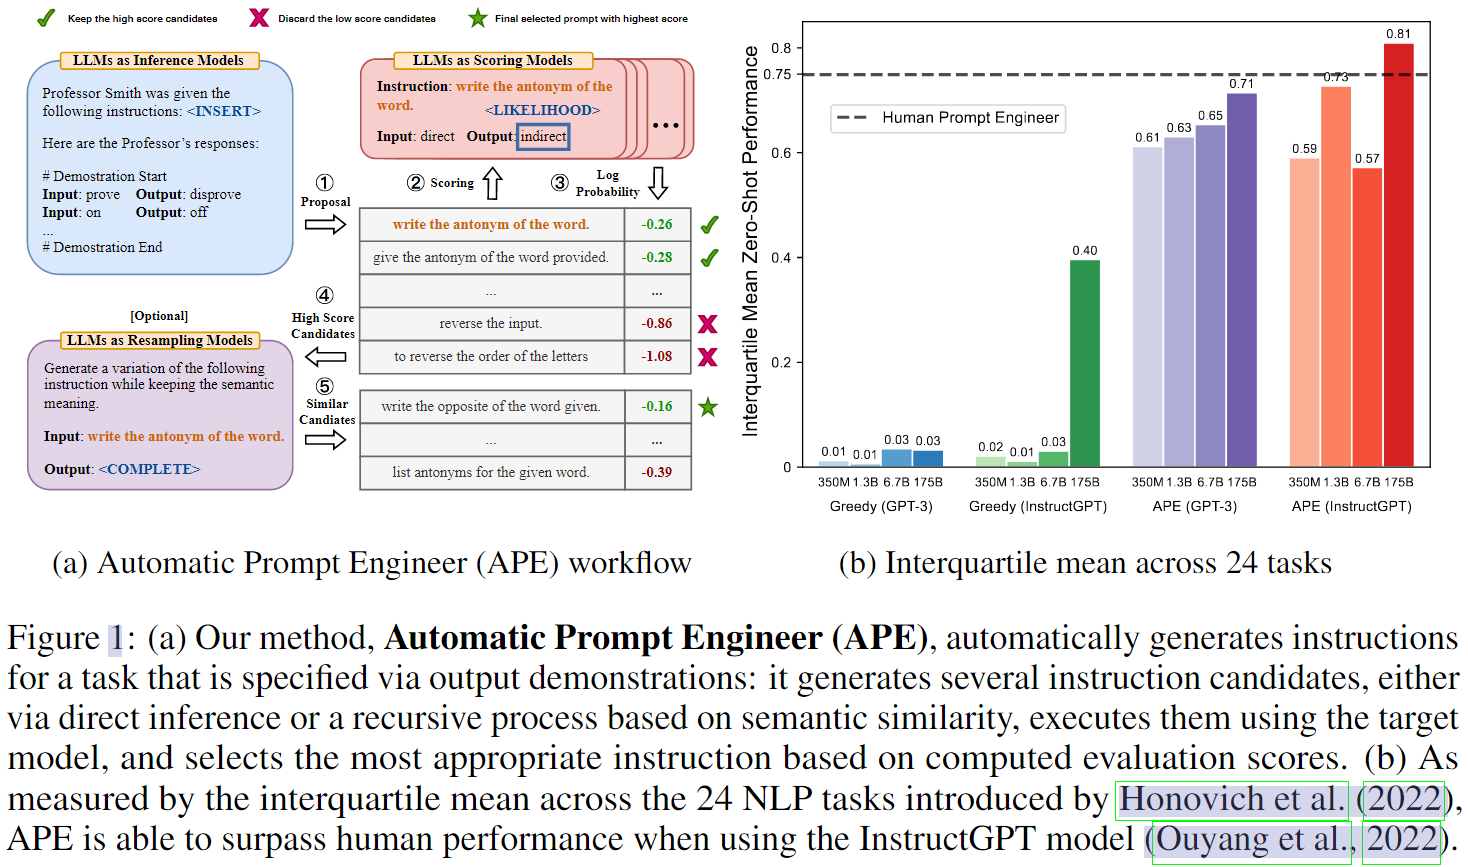 Keep the high score candidates
Discard the low score candidates
Final selected prompt with highest score
LLMs as Inference Models
Professor Smith was given the
following instructions: <INSERT>
Here are the Professor's responses:
# Demostration Start
Input: prove Output: disprove
Input: on Output: off
...
# Demostration End
① Proposal
LLMs as Scoring Models
Instruction: write the antonym of the
word. <LIKELIHOOD>
Input: direct Output: indirect
...
② Scoring
③ Log
Probability
write the antonym of the word. -0.26
give the antonym of the word provided. -0.28
... ...
reverse the input. -0.86
to reverse the order of the letters -1.08
④
High Score
Candidates
[Optional]
LLMs as Resampling Models
Generate a variation of the following
instruction while keeping the semantic
meaning.
Input: write the antonym of the word.
Output: <COMPLETE>
⑤
Similar
Candiates
write the opposite of the word given. -0.16
... ...
list antonyms for the given word. -0.39
(a) Automatic Prompt Engineer (APE) workflow
Interquartile Mean Zero-Shot Performance
0.8
0.75
0.6
0.4
0.2
0
Human Prompt Engineer
0.01 0.01 0.03 0.03
0.02 0.01 0.03 0.40
0.61 0.63 0.65 0.71
0.59 0.73 0.57 0.81
350M 1.3B 6.7B 175B 350M 1.3B 6.7B 175B 350M 1.3B 6.7B 175B 350M 1.3B 6.7B 175B
Greedy (GPT-3) Greedy (InstructGPT) APE (GPT-3) APE (InstructGPT)
(b) Interquartile mean across 24 tasks
Figure 1: (a) Our method, Automatic Prompt Engineer (APE), automatically generates instructions
for a task that is specified via output demonstrations: it generates several instruction candidates, either
via direct inference or a recursive process based on semantic similarity, executes them using the target
model, and selects the most appropriate instruction based on computed evaluation scores. (b) As
measured by the interquartile mean across the 24 NLP tasks introduced by Honovich et al. (2022),
APE is able to surpass human performance when using the InstructGPT model (Ouyang et al., 2022).